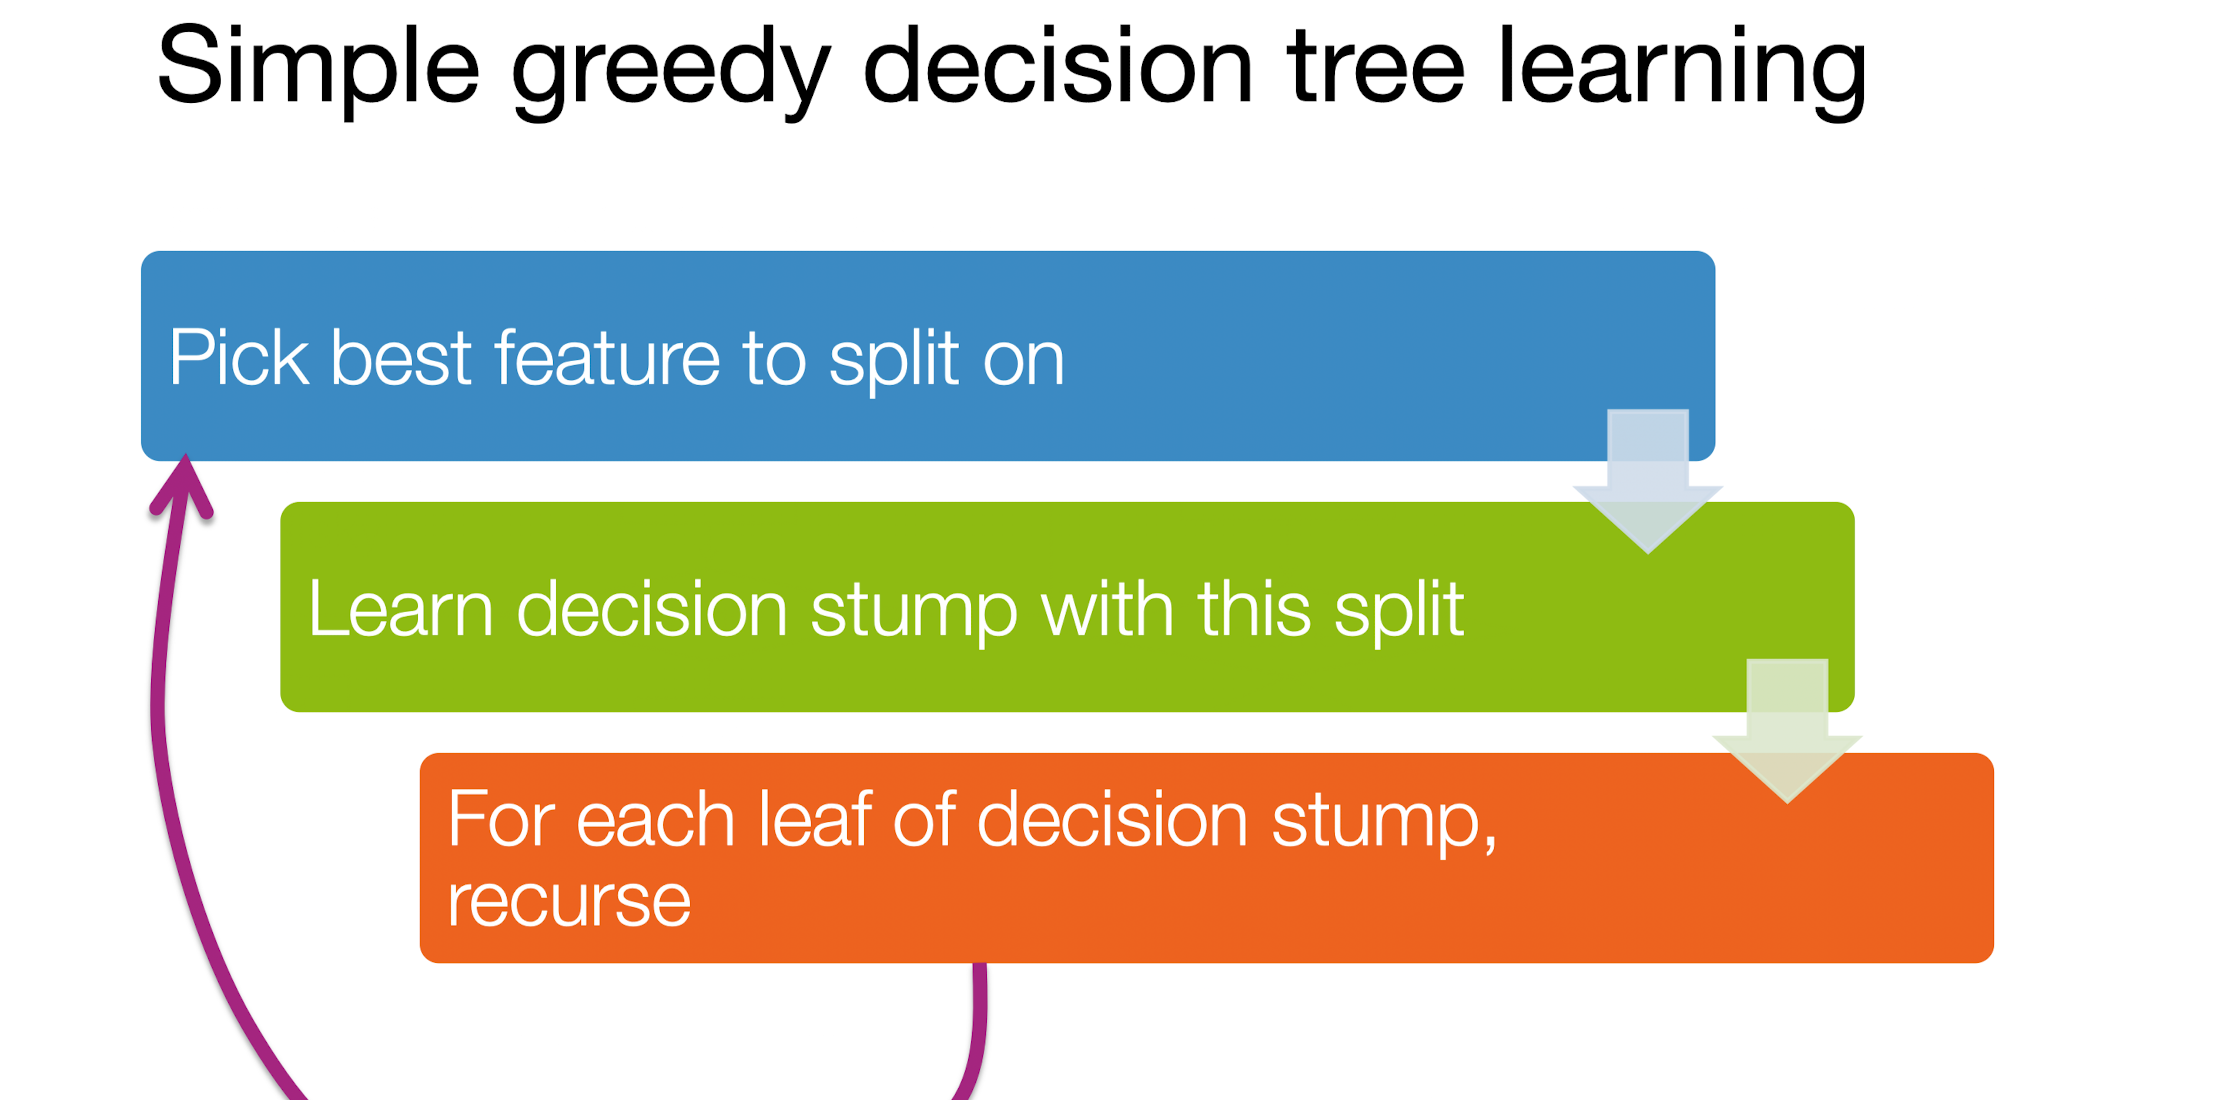 Simple greedy decision tree learning
Pick best feature to split on
Learn decision stump with this split
For each leaf of decision stump,
recurse